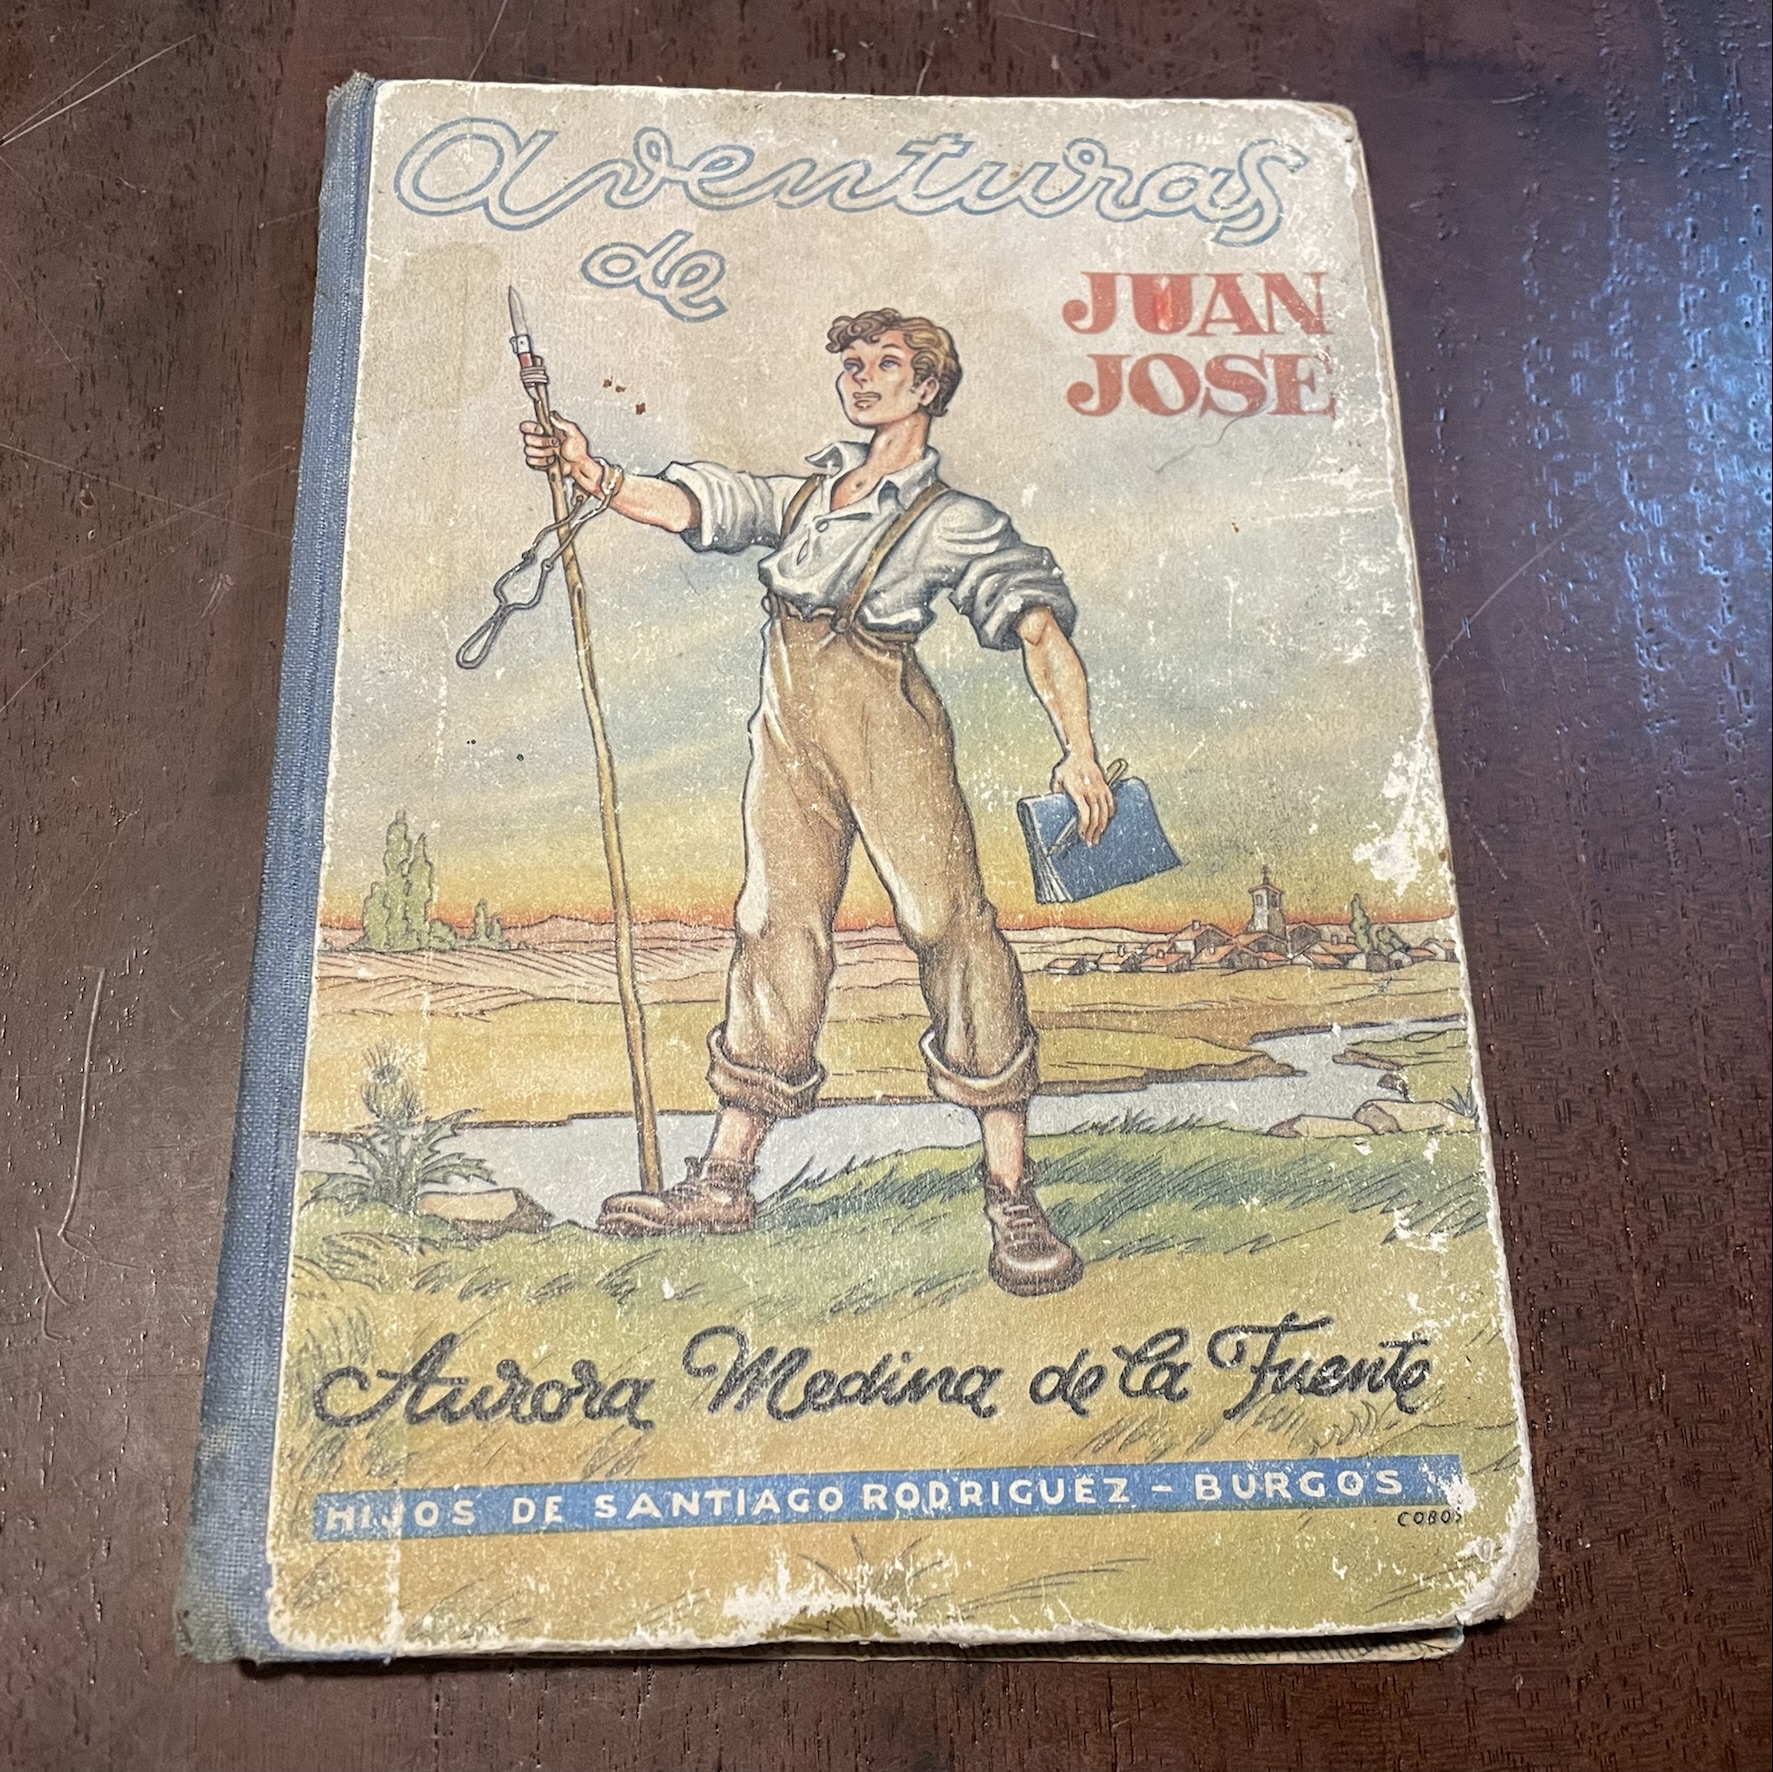 Aventuras
de
JUAN
JOSE
Aurora Medina de la Fuente
HIJOS DE SANTIAGO RODRIGUEZ - BURGOS
COBOS